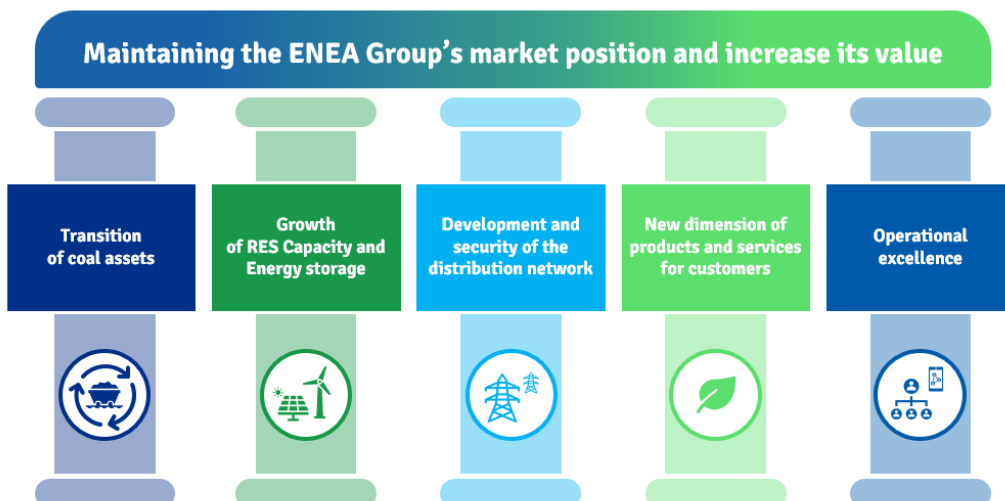 Maintaining the ENEA Group's market position and increase its value
Transition
of coal assets
Growth
of RES Capacity and
Energy storage
Development and
security of the
distribution network
New dimension of
products and services
for customers
Operational
excellence